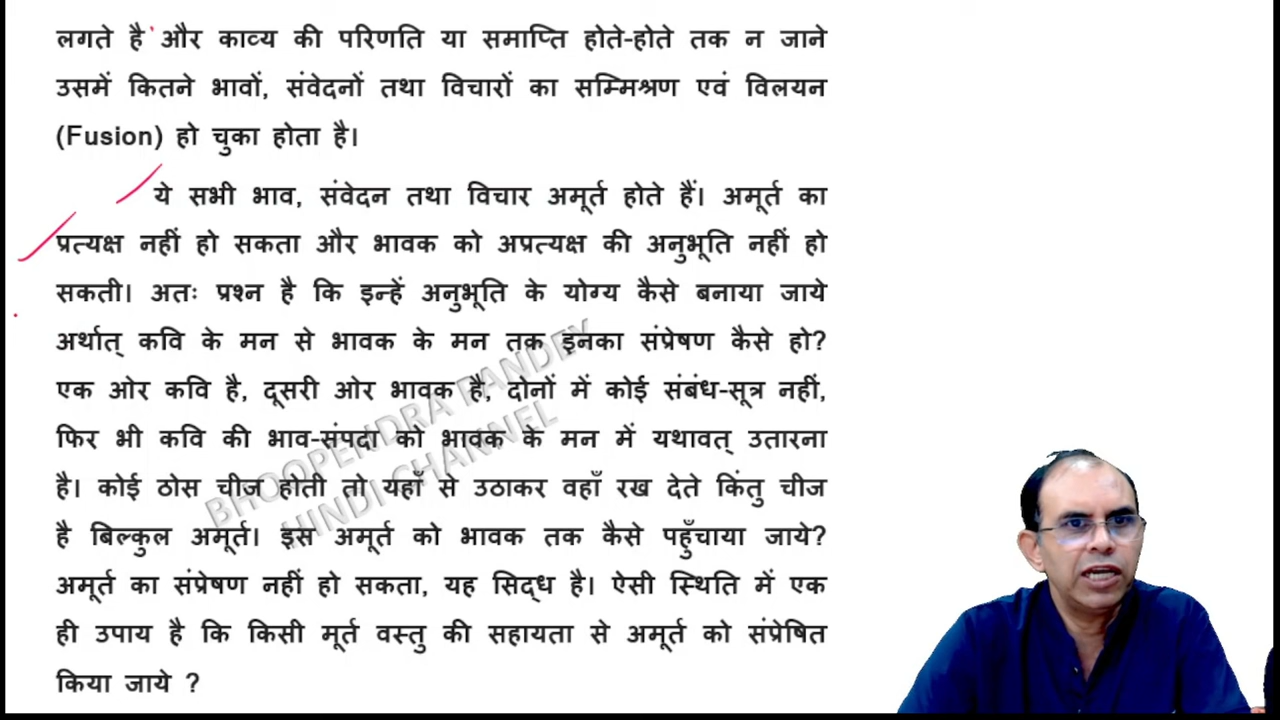 लगते है और काव्य की परिणति या समाप्ति होते-होते तक न जाने
उसमें कितने भावों, संवेदनों तथा विचारों का सम्मिश्रण एवं विलयन
(Fusion) हो चुका होता है।
ये सभी भाव, संवेदन तथा विचार अमूर्त होते हैं। अमूर्त का
प्रत्यक्ष नहीं हो सकता और भावक को अप्रत्यक्ष की अनुभूति नहीं हो
सकती। अतः प्रश्न है कि इन्हें अनुभूति के योग्य कैसे बनाया जाये
अर्थात् कवि के मन से भावक के मन तक इनका संप्रेषण कैसे हो?
एक ओर कवि है, दूसरी ओर भावक है, दोनों में कोई संबंध-सूत्र नहीं,
फिर भी कवि की भाव-संपदा को भावक के मन में यथावत् उतारना
है। कोई ठोस चीज होती तो यहाँ से उठाकर वहाँ रख देते किंतु चीज
है बिल्कुल अमूर्त। इस अमूर्त को भावक तक कैसे पहुँचाया जाये?
अमूर्त का संप्रेषण नहीं हो सकता, यह सिद्ध है। ऐसी स्थिति में एक
ही उपाय है कि किसी मूर्त वस्तु की सहायता से अमूर्त को संप्रेषित
किया जाये ?
BHOOPENDRA PANDEY
HINDI CHANNEL